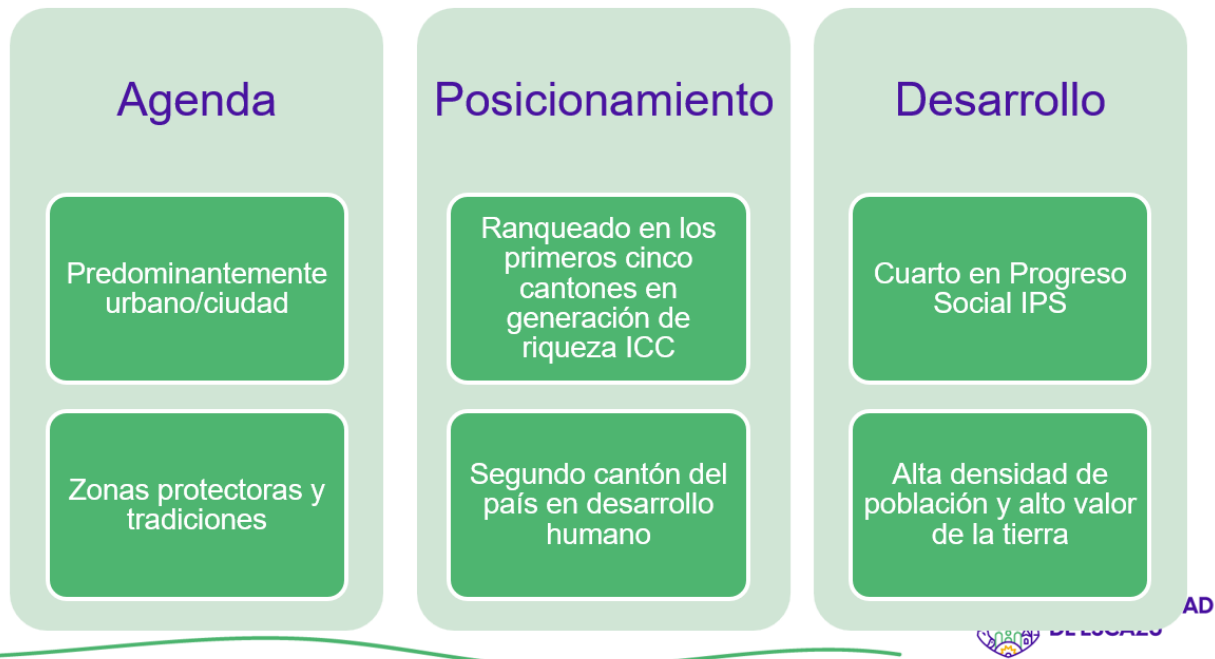 Agenda
Predominantemente
urbano/ciudad
Zonas protectoras y
tradiciones
Posicionamiento
Ranqueado en los
primeros cinco
cantones en
generación de
riqueza ICC
Segundo cantón del
país en desarrollo
humano
Desarrollo
Cuarto en Progreso
Social IPS
Alta densidad de
población y alto valor
de la tierra
AD
DE ESCAZÚ